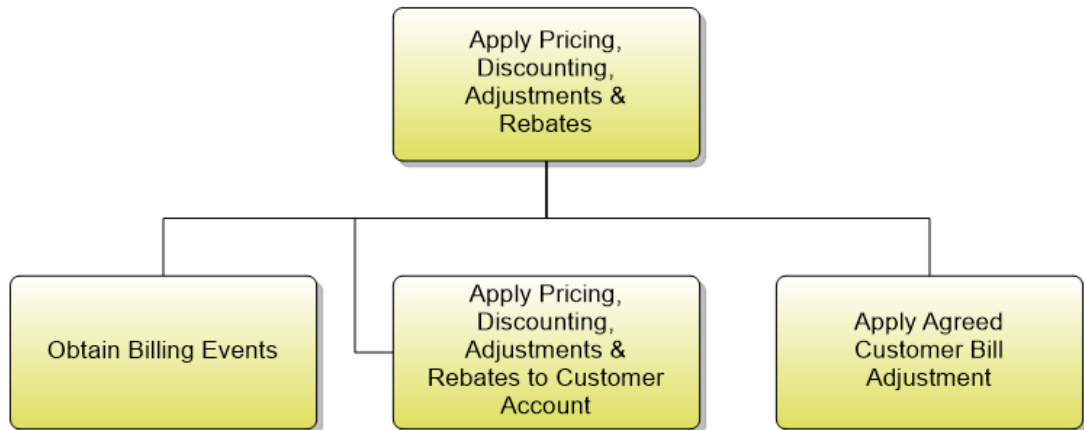 Apply Pricing,
Discounting,
Adjustments &
Rebates
Obtain Billing Events
Apply Pricing,
Discounting,
Adjustments &
Rebates to Customer
Account
Apply Agreed
Customer Bill
Adjustment